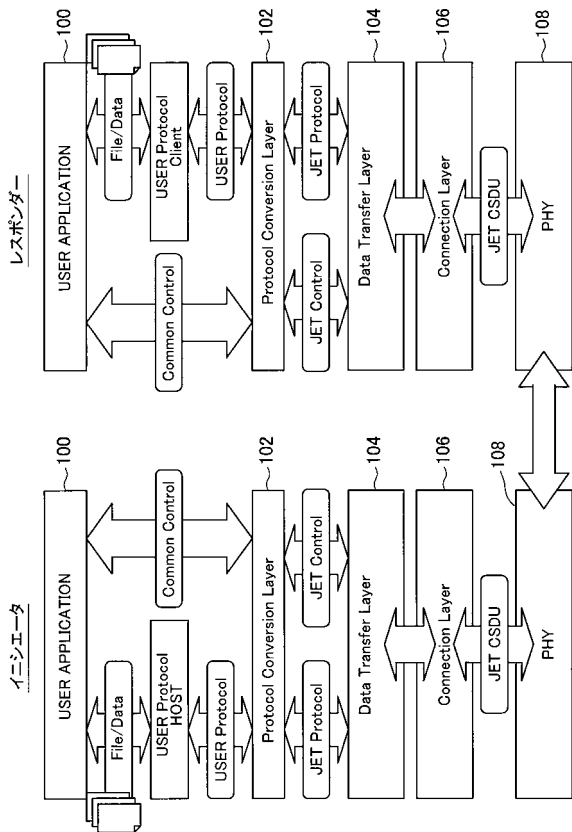 イニシエータ
USER APPLICATION
100
File/Data
Common Control
USER Protocol
HOST
USER Protocol
Protocol Conversion Layer
102
JET Protocol
JET Control
Data Transfer Layer
104
Connection Layer
106
JET CSDU
108
PHY
レスポンダー
USER APPLICATION
100
Common Control
File/Data
USER Protocol
Client
USER Protocol
Protocol Conversion Layer
102
JET Control
JET Protocol
Data Transfer Layer
104
Connection Layer
106
JET CSDU
PHY
108